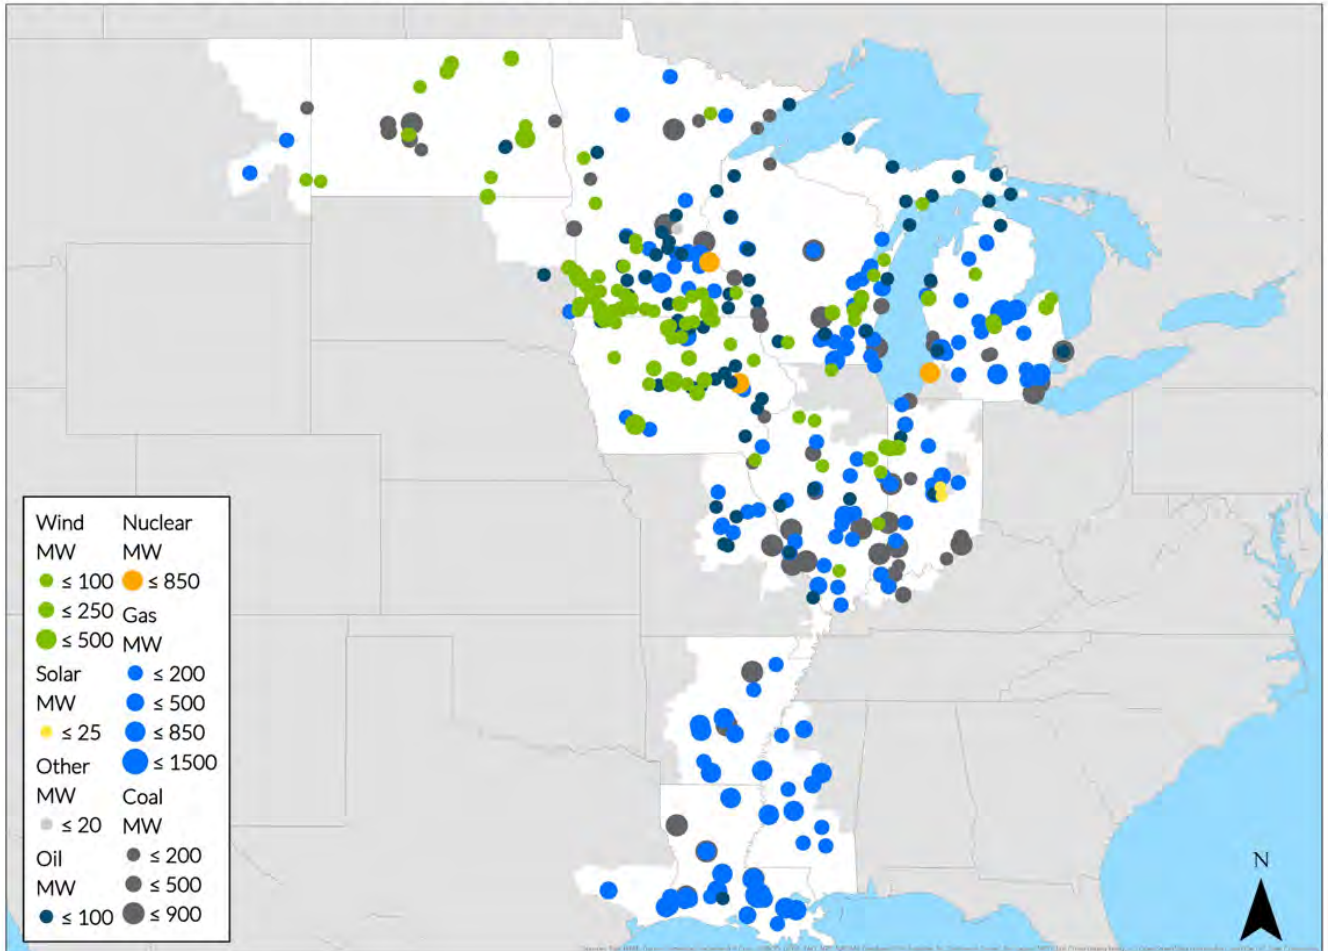 Wind
MW
≤ 100
≤ 250
≤ 500
Solar
MW
≤ 25
Other
MW
≤ 20
Oil
MW
≤ 100
Nuclear
MW
≤ 850
Gas
MW
≤ 200
≤ 500
≤ 850
≤ 1500
Coal
MW
≤ 200
≤ 500
≤ 900
N